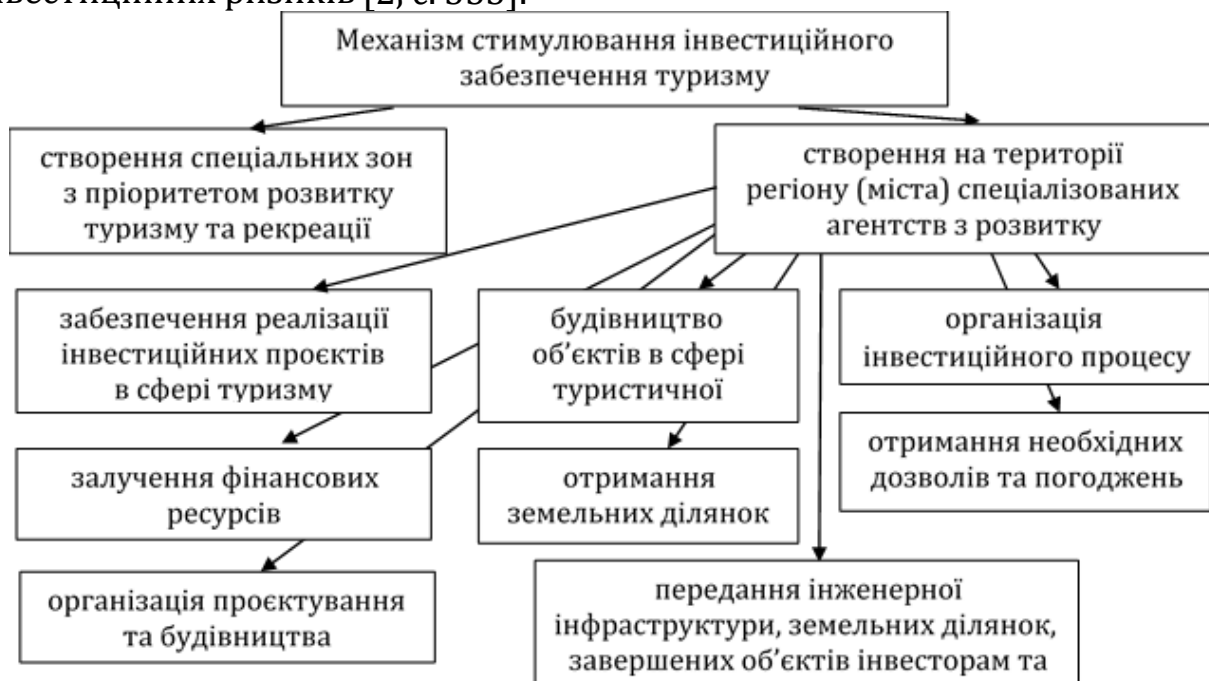 ризиків [2, с. 333].
Механізм стимулювання інвестиційного
забезпечення туризму
створення спеціальних зон
з пріоритетом розвитку
туризму та рекреації
створення на території
регіону (міста) спеціалізованих
агентств з розвитку
забезпечення реалізації
інвестиційних проєктів
в сфері туризму
будівництво
об’єктів в сфері
туристичної
організація
інвестиційного процесу
залучення фінансових
ресурсів
отримання
земельних ділянок
отримання необхідних
дозволів та погоджень
організація проєктування
та будівництва
передання інженерної
інфраструктури, земельних ділянок,
завершених об’єктів інвесторам та